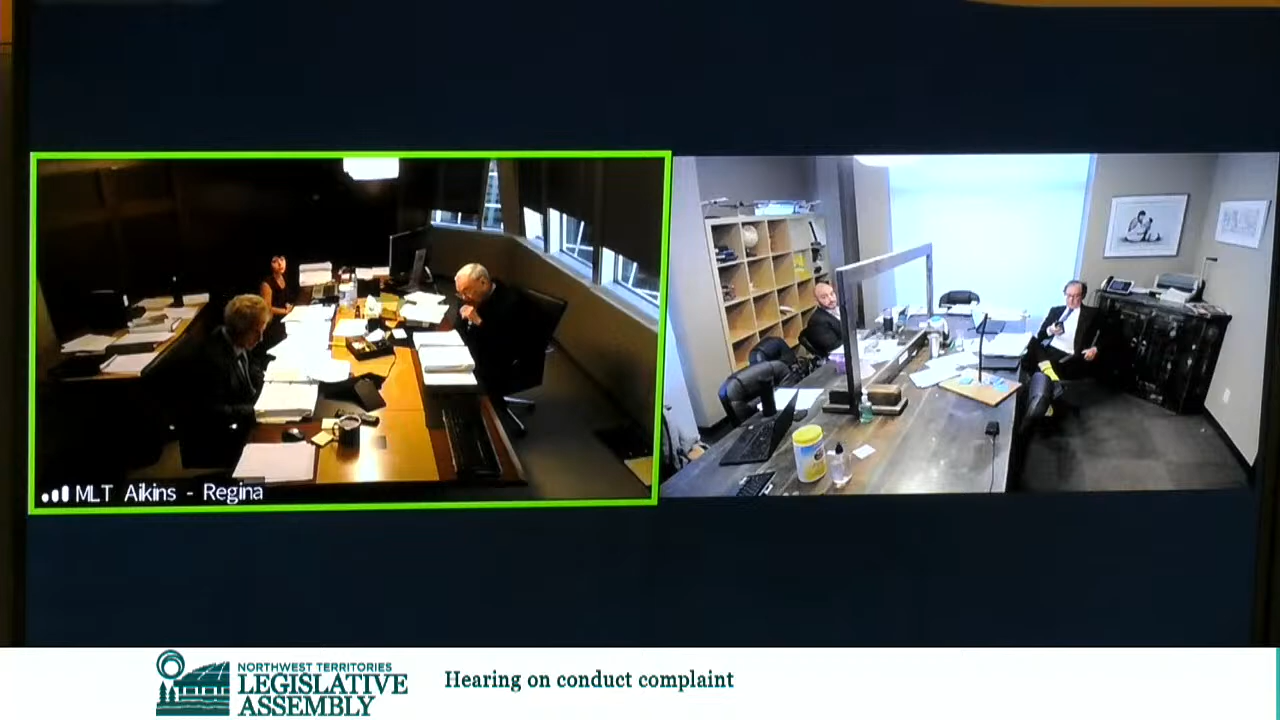 MLT Aikins - Regina
NORTHWEST TERRITORIES
LEGISLATIVE
ASSEMBLY
Hearing on conduct complaint